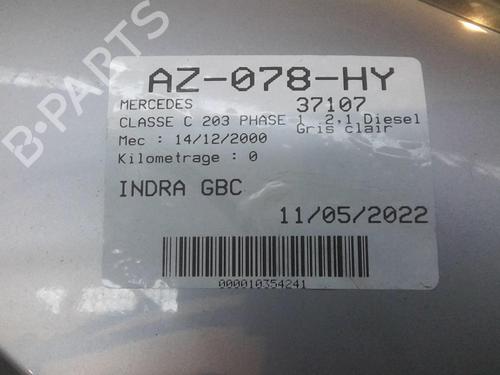 AZ-078-HY
MERCEDES 37107
CLASSE C 203 PHASE 1 2,1 Diesel
Gris clair
Mec : 14/12/2000
Kilometrage : 0
INDRA GBC
11/05/2022
000010354241